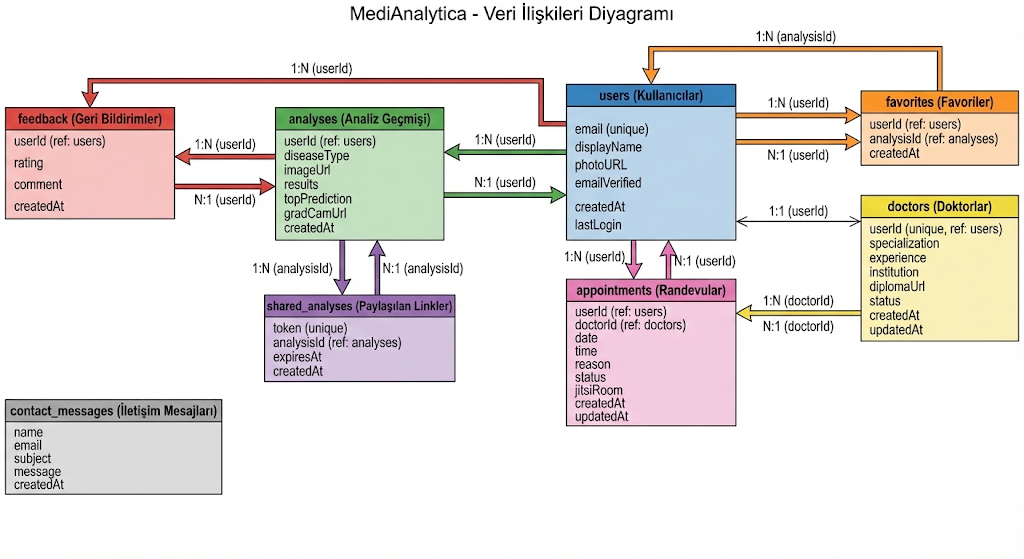 MediAnalytica - Veri İlişkileri Diyagramı
1:N (analysisId)
1:N (userId)
users (Kullanıcılar)
email (unique)
displayName
photoURL
emailVerified
createdAt
lastLogin
feedback (Geri Bildirimler)
userId (ref: users)
rating
comment
createdAt
1:N (userId)
N:1 (userId)
analyses (Analiz Geçmişi)
userId (ref: users)
diseaseType
imageUrl
results
topPrediction
gradCamUrl
createdAt
1:N (userId)
N:1 (userId)
1:N (userId)
N:1 (userId)
favorites (Favoriler)
userId (ref: users)
analysisId (ref: analyses)
createdAt
1:1 (userId)
doctors (Doktorlar)
userId (unique, ref: users)
specialization
experience
institution
diplomaUrl
status
createdAt
updatedAt
1:N (analysisId)
N:1 (analysisId)
1:N (userId)
N:1 (userId)
shared_analyses (Paylaşılan Linkler)
token (unique)
analysisId (ref: analyses)
expiresAt
createdAt
appointments (Randevular)
userId (ref: users)
doctorId (ref: doctors)
date
time
reason
status
jitsiRoom
createdAt
updatedAt
1:N (doctorId)
N:1 (doctorId)
contact_messages (İletişim Mesajları)
name
email
subject
message
createdAt